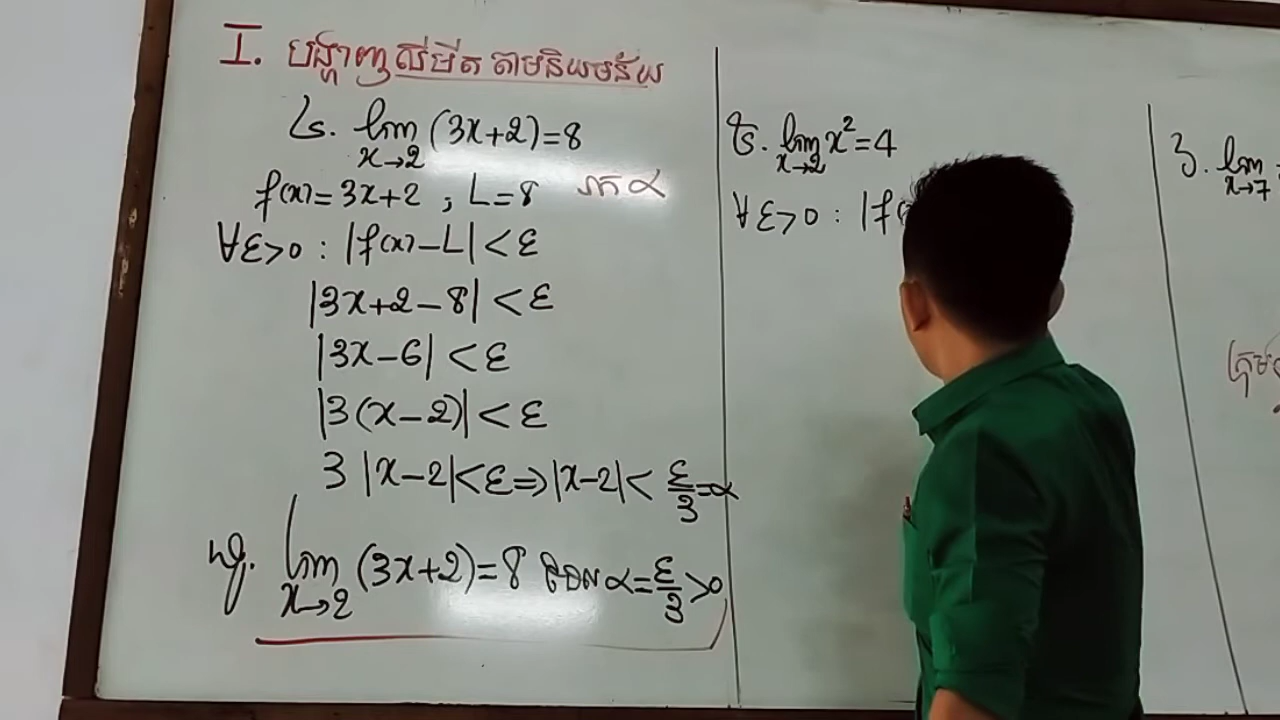 I. បង្ហាញលីមីត តាមនិយមន័យ
1. lim x→2 (3x+2)=8
f(x)=3x+2 ; L=8 រក α
∀ε>0 : |f(x)-L|<ε
|3x+2-8|<ε
|3x-6|<ε
|3(x-2)|<ε
3|x-2|<ε⇒|x-2|<ε/3=α
lim x→2 (3x+2)=8 ដែល α=ε/3>0
២. lim x→2 x²=4
∀ε>0 : |f(
3. lim x→7